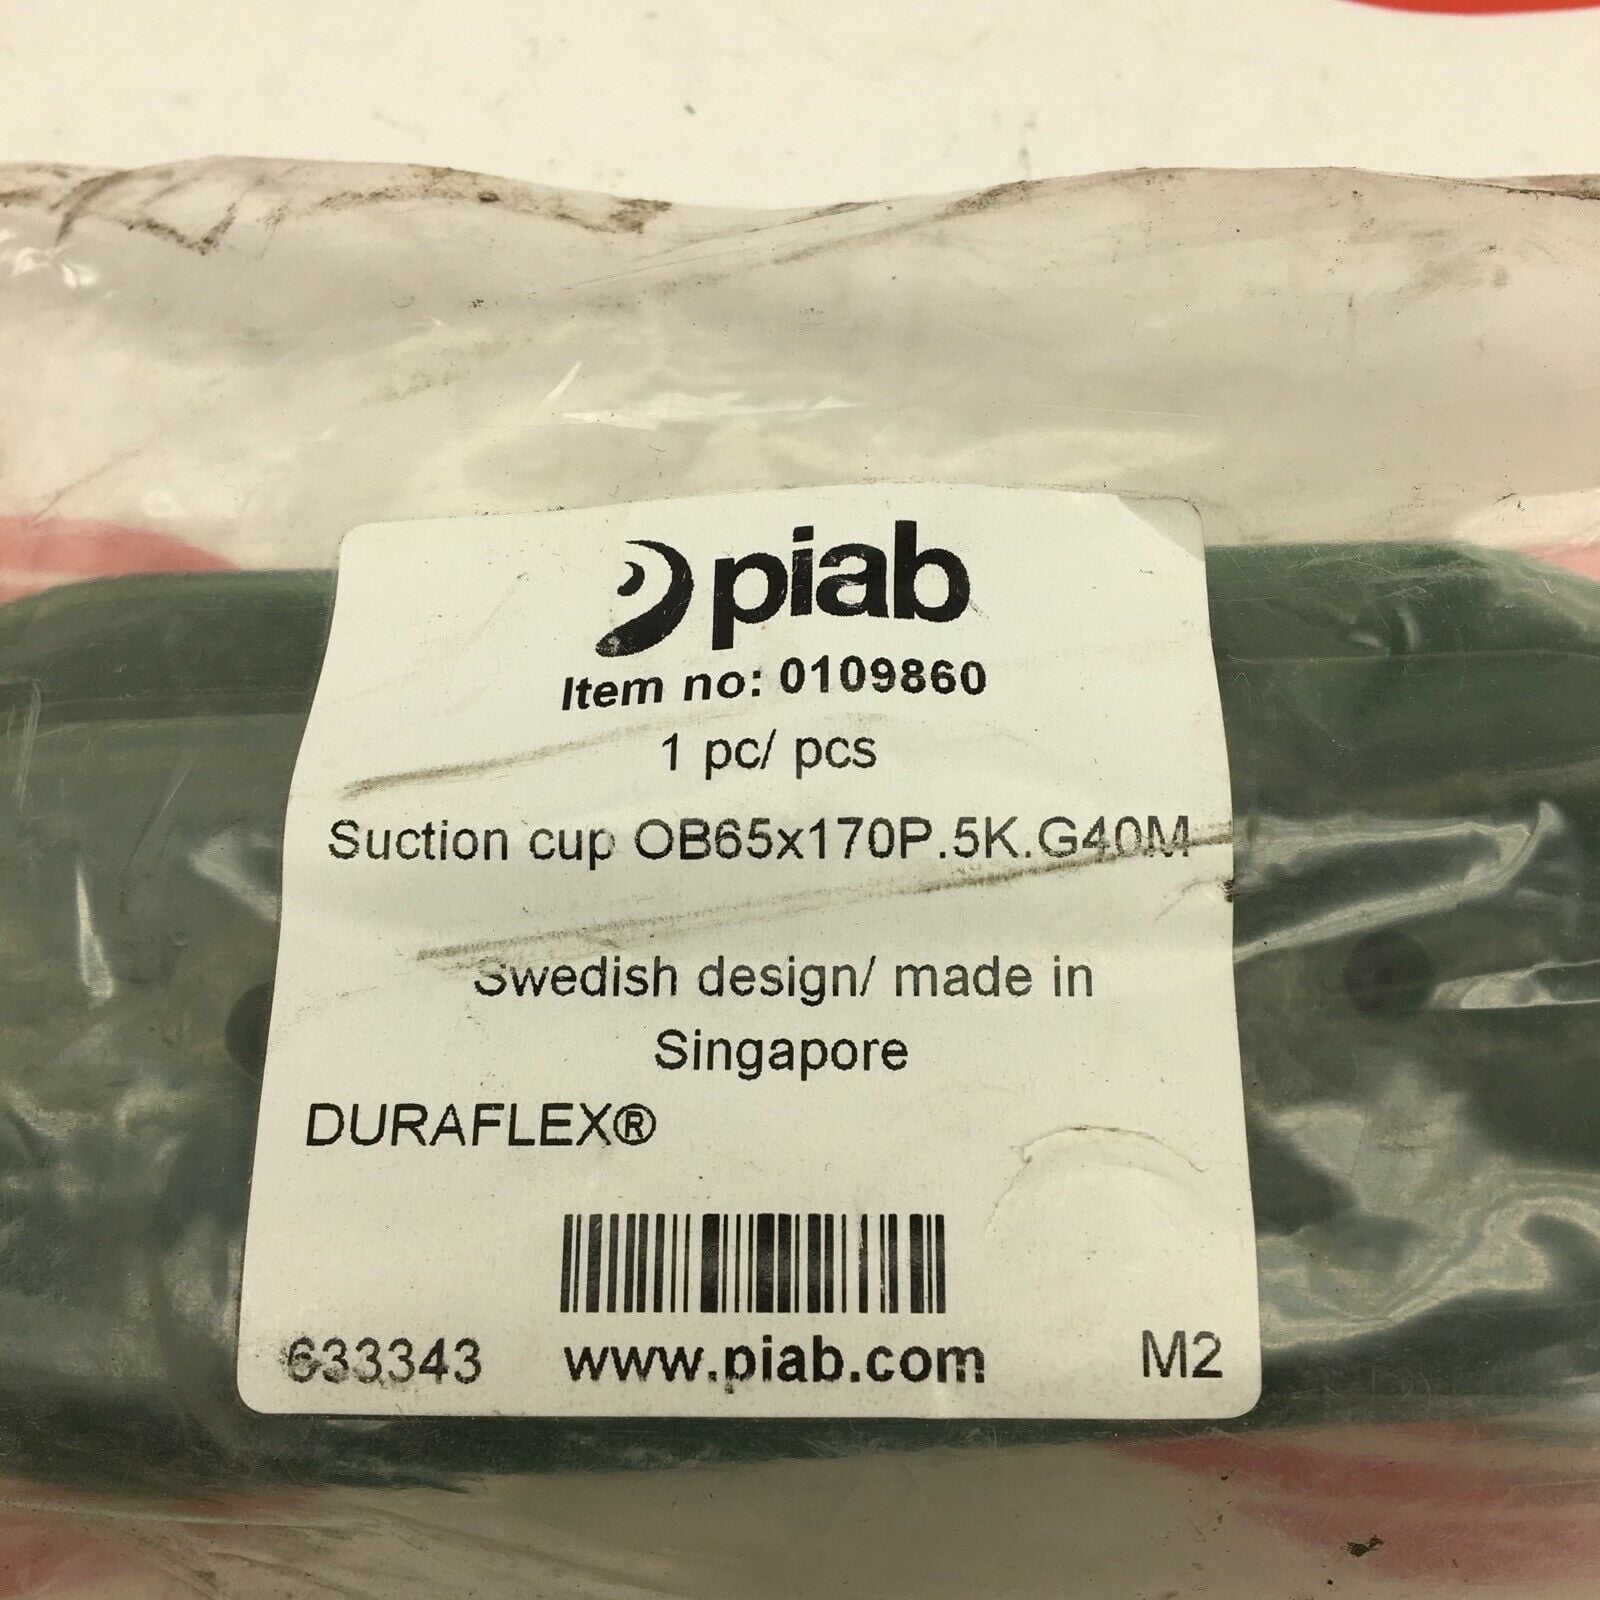 piab
Item no: 0109860
1 pc/ pcs
Suction cup OB65x170P.5K.G40M
Swedish design/ made in
Singapore
DURAFLEX®
633343 www.piab.com M2